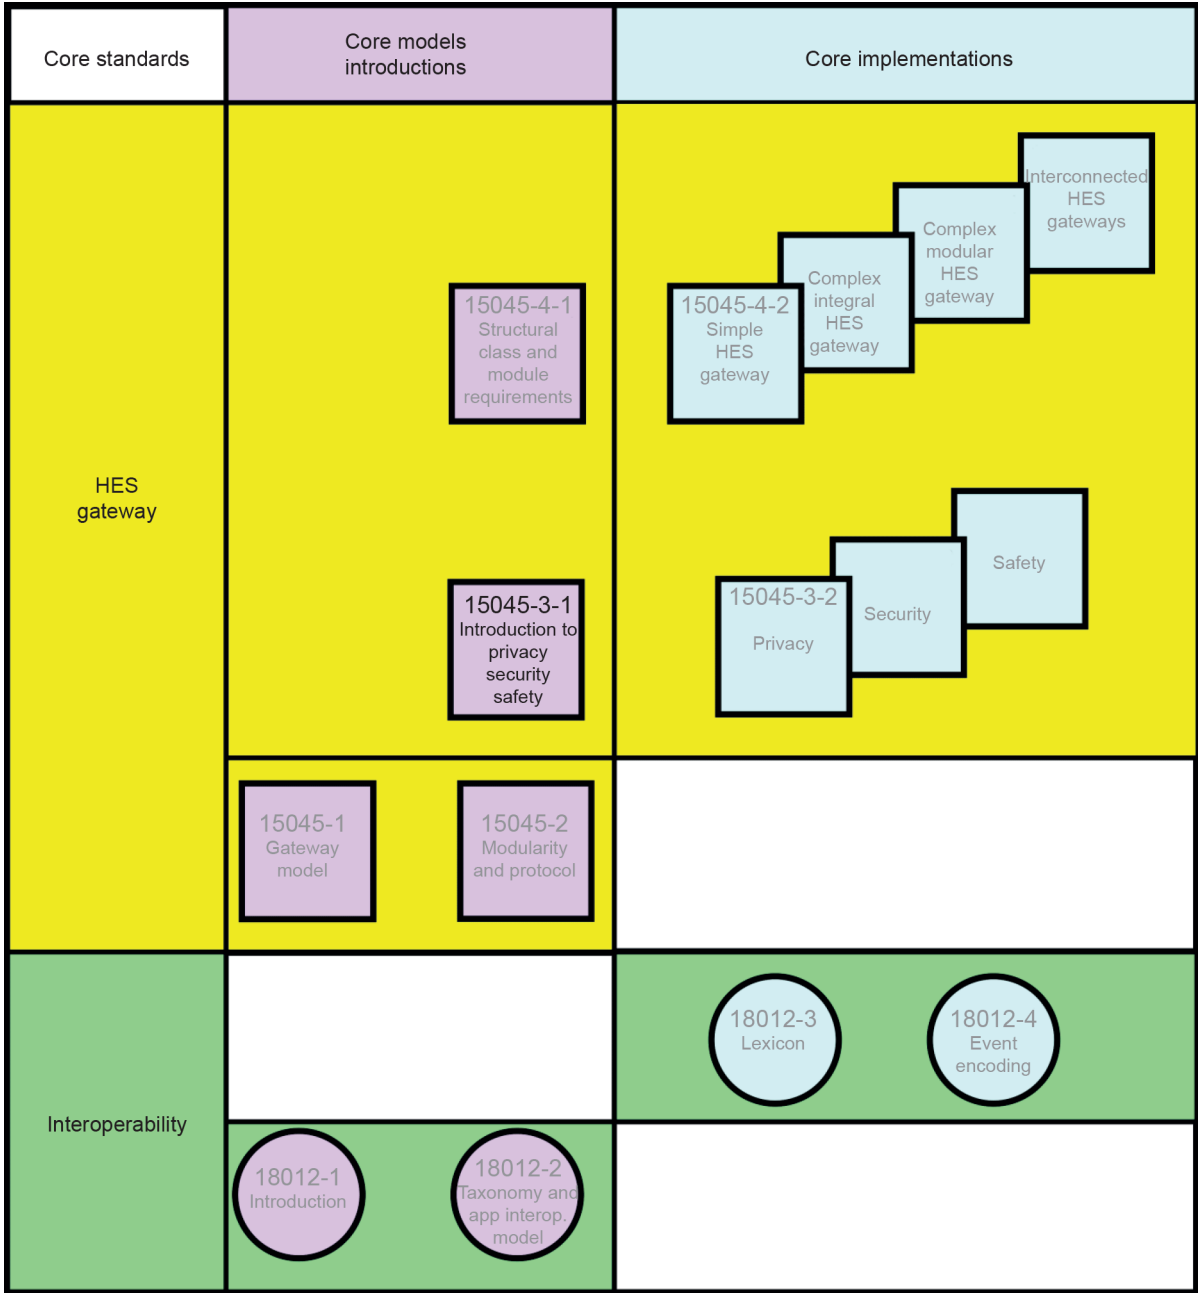 Core standards
Core models
introductions
Core implementations
HES
gateway
15045-4-1
Structural
class and
module
requirements
15045-4-2
Simple
HES
gateway
Complex
integral
HES
gateway
Complex
modular
HES
gateway
Interconnected
HES
gateways
15045-3-1
Introduction to
privacy
security
safety
15045-3-2
Privacy
Security
Safety
15045-1
Gateway
model
15045-2
Modularity
and protocol
Interoperability
18012-3
Lexicon
18012-4
Event
encoding
18012-1
Introduction
18012-2
Taxonomy and
app interop.
model